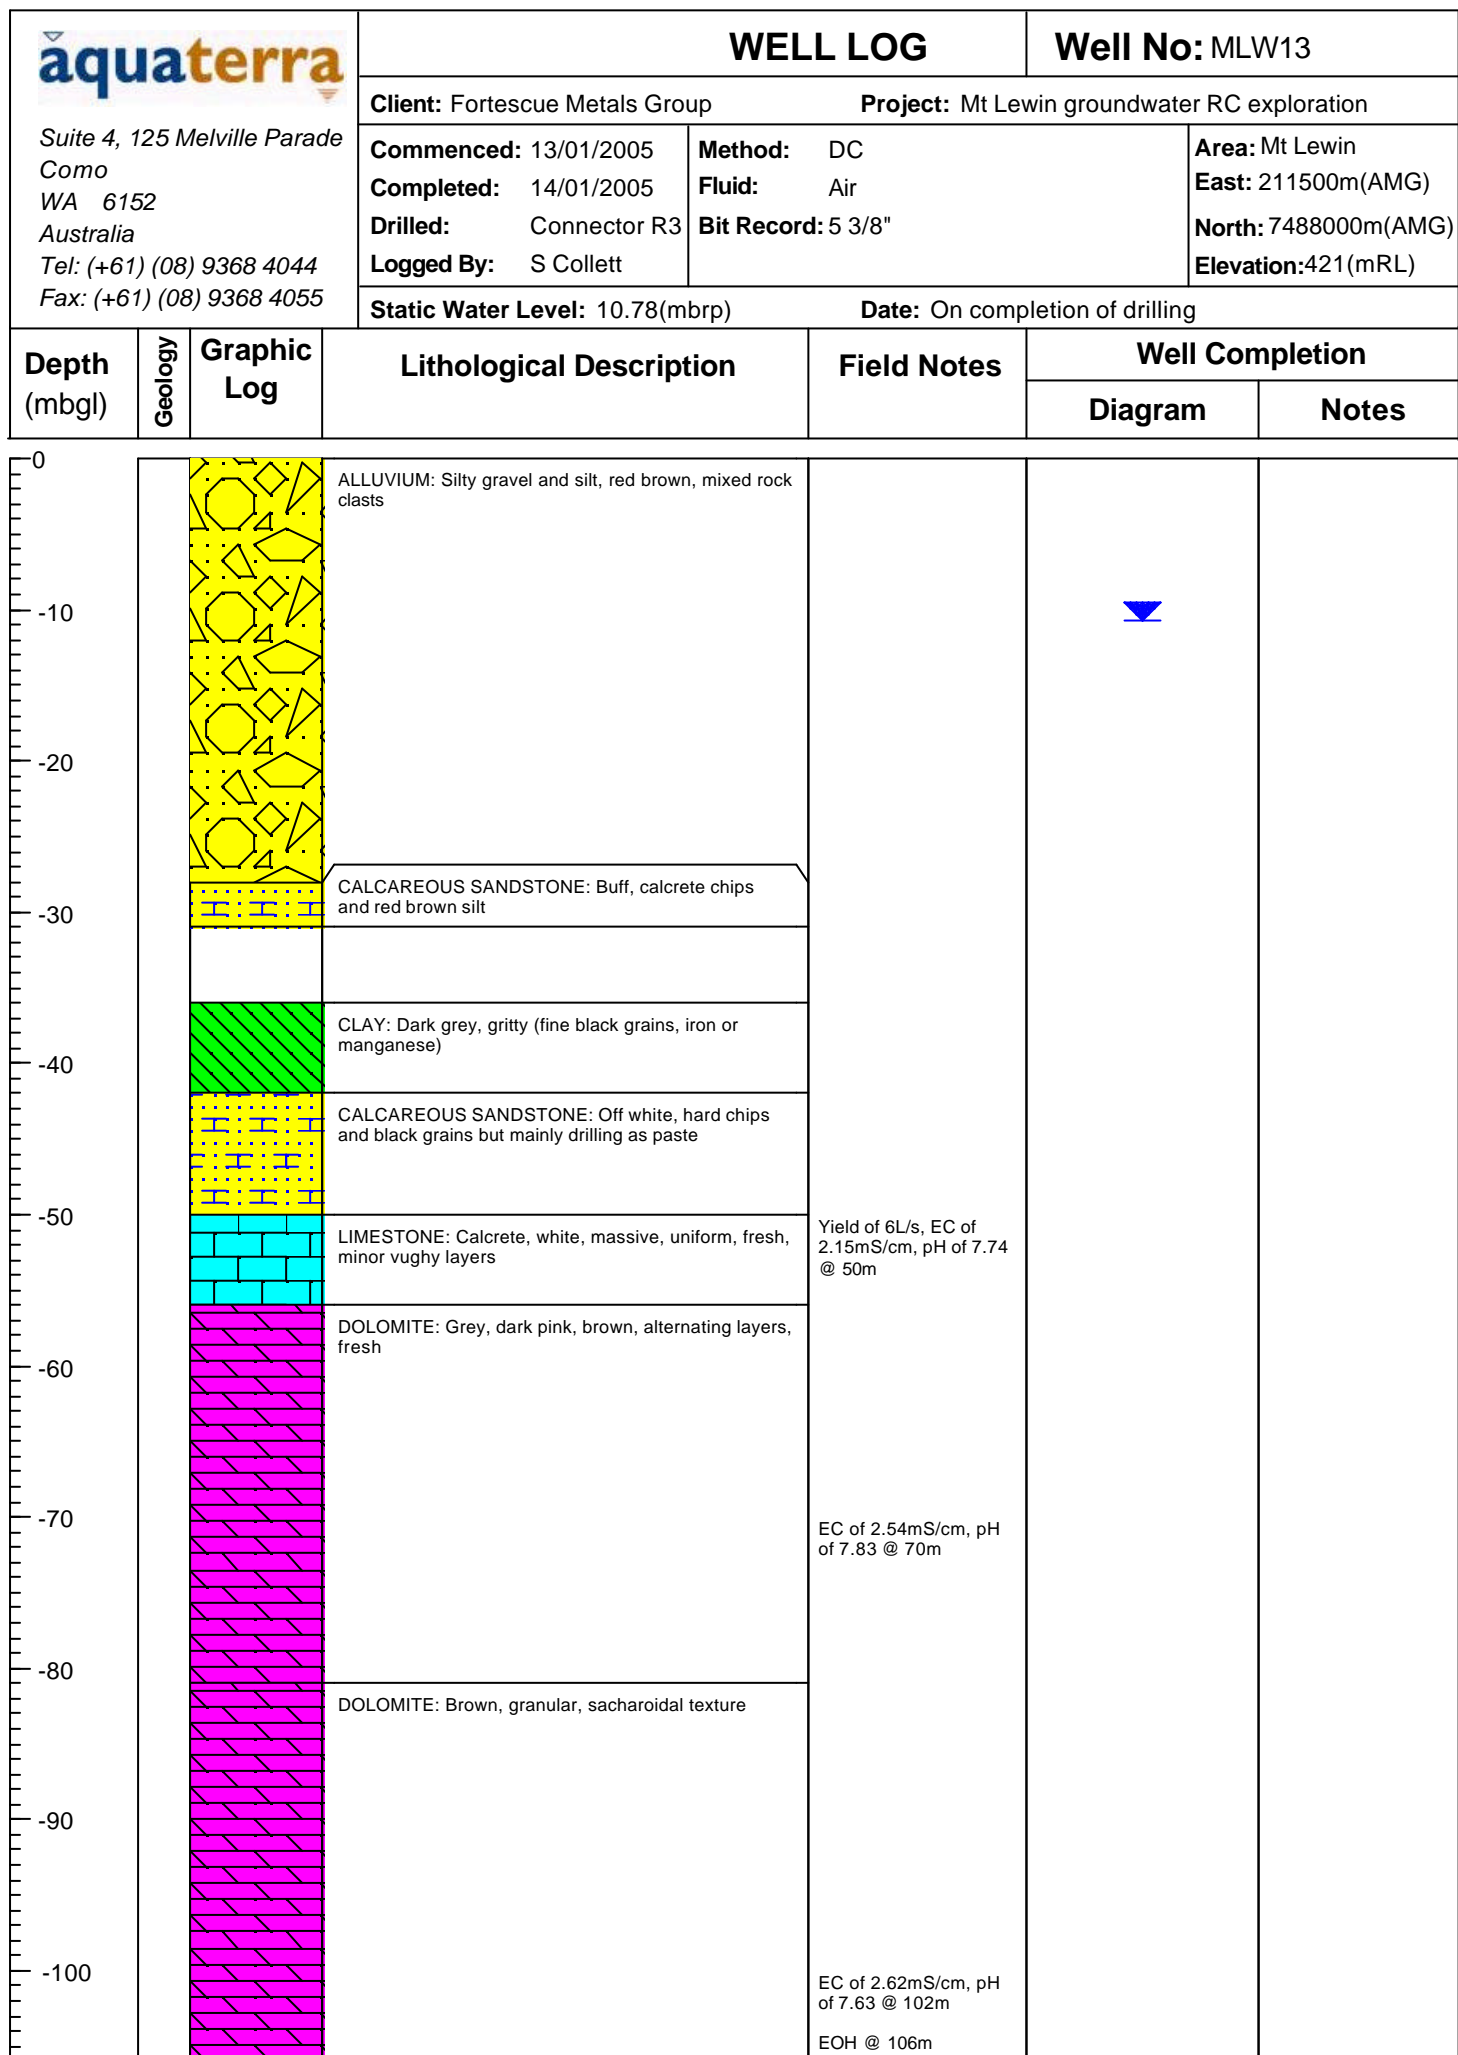 aquaterra
Suite 4, 125 Melville Parade
Como
WA 6152
Australia
Tel: (+61) (08) 9368 4044
Fax: (+61) (08) 9368 4055
WELL LOG
Well No: MLW13
Client: Fortescue Metals Group Project: Mt Lewin groundwater RC exploration
Commenced: 13/01/2005
Completed: 14/01/2005
Drilled: Connector R3
Logged By: S Collett
Method: DC
Fluid: Air
Bit Record: 5 3/8"
Area: Mt Lewin
East: 211500m(AMG)
North: 7488000m(AMG)
Elevation:421(mRL)
Static Water Level: 10.78(mbrp) Date: On completion of drilling
Depth
(mbgl)
Geology
Graphic
Log
Lithological Description
Field Notes
Well Completion
Diagram
Notes
0
ALLUVIUM: Silty gravel and silt, red brown, mixed rock
clasts
-10
-20
CALCAREOUS SANDSTONE: Buff, calcrete chips
and red brown silt
-30
CLAY: Dark grey, gritty (fine black grains, iron or
manganese)
-40
CALCAREOUS SANDSTONE: Off white, hard chips
and black grains but mainly drilling as paste
-50
LIMESTONE: Calcrete, white, massive, uniform, fresh,
minor vughy layers
Yield of 6L/s, EC of
2.15mS/cm, pH of 7.74
@ 50m
DOLOMITE: Grey, dark pink, brown, alternating layers,
fresh
-60
-70
EC of 2.54mS/cm, pH
of 7.83 @ 70m
-80
DOLOMITE: Brown, granular, sacharoidal texture
-90
-100
EC of 2.62mS/cm, pH
of 7.63 @ 102m
EOH @ 106m